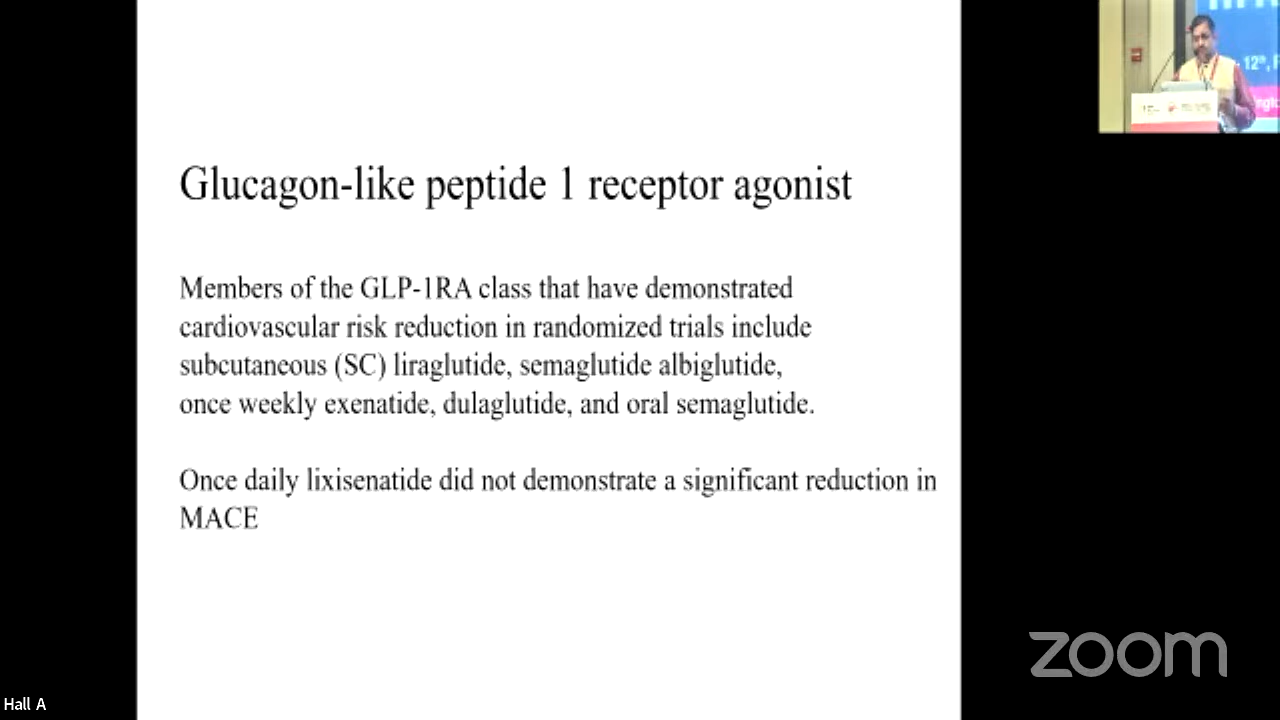 Glucagon-like peptide 1 receptor agonist
Members of the GLP-1RA class that have demonstrated
cardiovascular risk reduction in randomized trials include
subcutaneous (SC) liraglutide, semaglutide albiglutide,
once weekly exenatide, dulaglutide, and oral semaglutide.
Once daily lixisenatide did not demonstrate a significant reduction in
MACE
12th,
Hall A
zoom